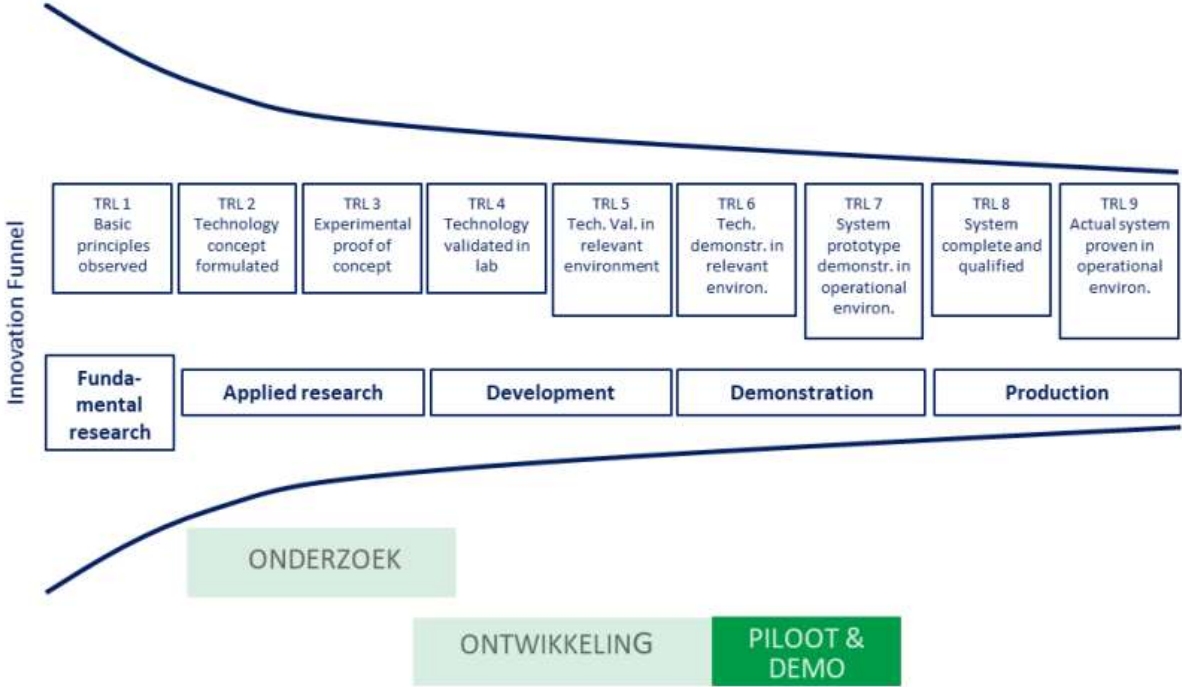 Innovation Funnel
TRL 1
Basic
principles
observed
TRL 2
Technology
concept
formulated
TRL 3
Experimental
proof of
concept
TRL 4
Technology
validated in
lab
TRL 5
Tech. Val. in
relevant
environment
TRL 6
Tech.
demonstr. in
relevant
environ.
TRL 7
System
prototype
demonstr. in
operational
environ.
TRL 8
System
complete and
qualified
TRL 9
Actual system
proven in
operational
environ.
Funda-
mental
research
Applied research
Development
Demonstration
Production
ONDERZOEK
ONTWIKKELING
PILOOT &
DEMO